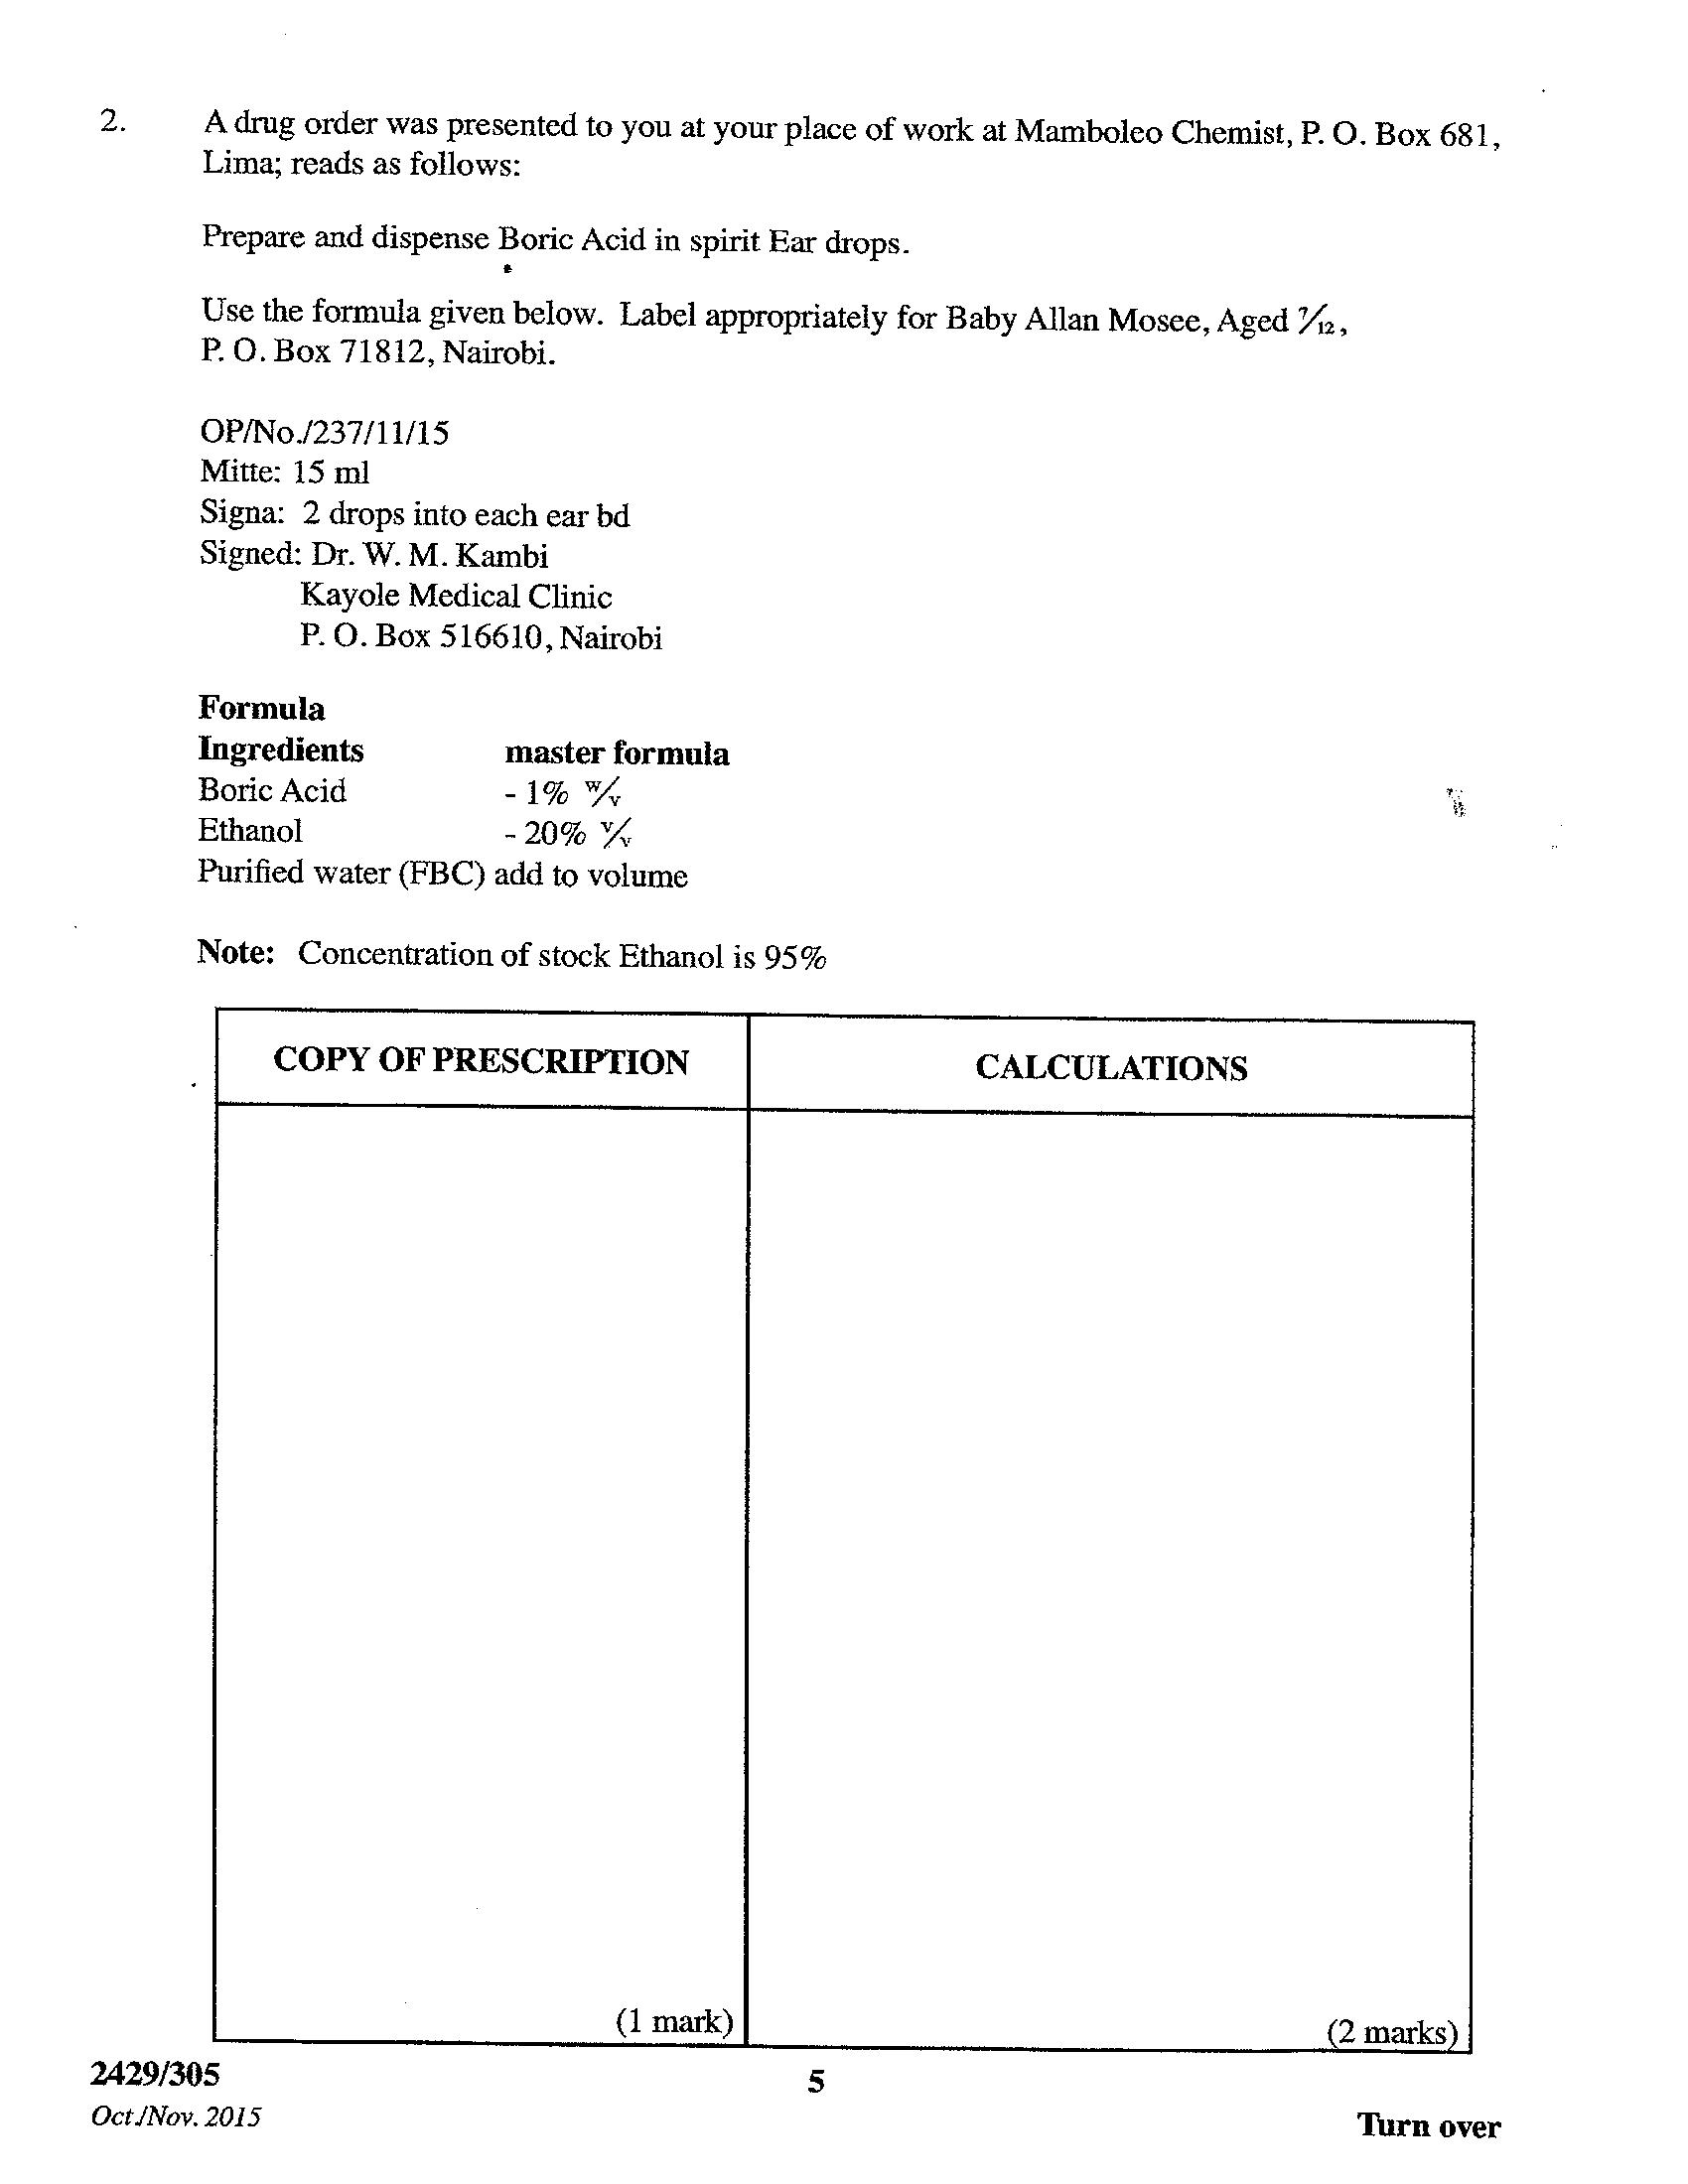 2. A drug order was presented to you at your place of work at Mamboleo Chemist, P. O. Box 681,
Lima; reads as follows:
Prepare and dispense Boric Acid in spirit Ear drops.
Use the formula given below. Label appropriately for Baby Allan Mosee, Aged 7/12,
P. O. Box 71812, Nairobi.
OP/No./237/11/15
Mitte: 15 ml
Signa: 2 drops into each ear bd
Signed: Dr. W. M. Kambi
Kayole Medical Clinic
P. O. Box 516610, Nairobi
Formula
Ingredients master formula
Boric Acid - 1% w/v
Ethanol - 20% v/v
Purified water (FBC) add to volume
Note: Concentration of stock Ethanol is 95%
COPY OF PRESCRIPTION CALCULATIONS
(1 mark) (2 marks)
2429/305 5
Oct./Nov. 2015 Turn over